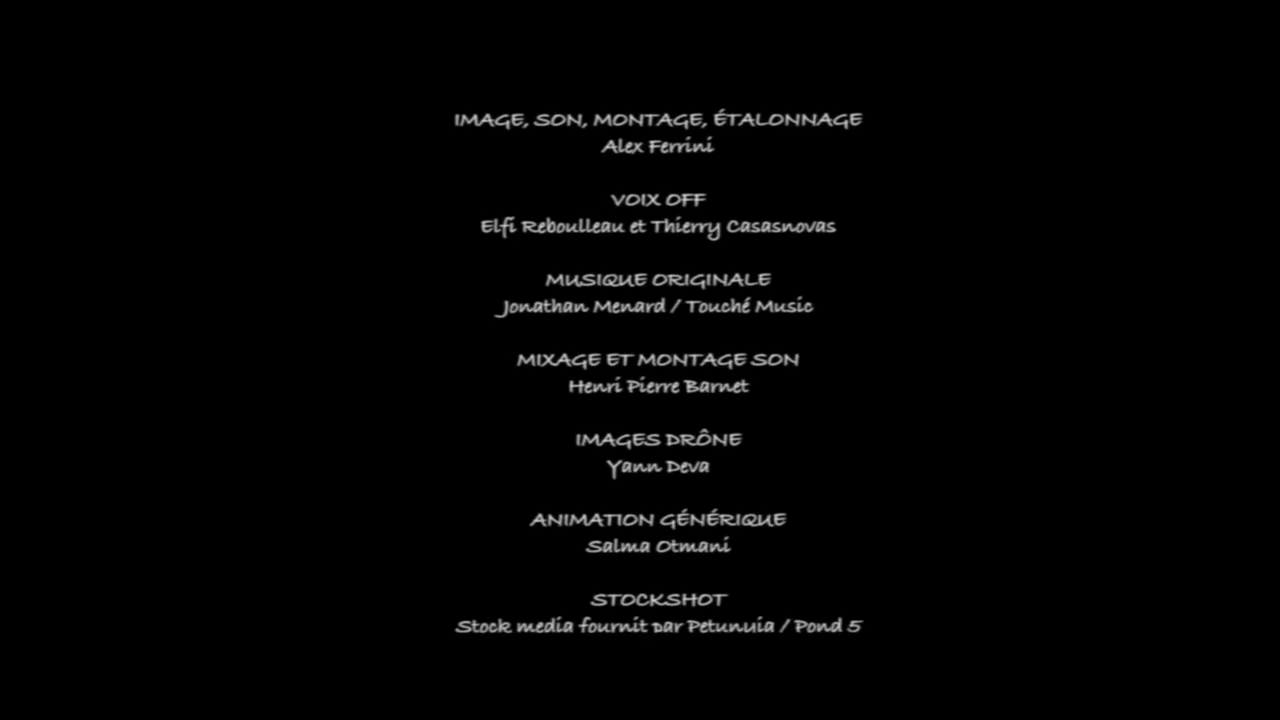 IMAGE, SON, MONTAGE, ÉTALONNAGE
Alex Ferrini
VOIX OFF
Elfi Reboulleau et Thierry Casasnovas
MUSIQUE ORIGINALE
Jonathan Menard / Touché Music
MIXAGE ET MONTAGE SON
Henri Pierre Barnet
IMAGES DRÔNE
Yann Deva
ANIMATION GÉNÉRIQUE
Salma Otmani
STOCKSHOT
Stock media fournit par Petunuia / Pond 5